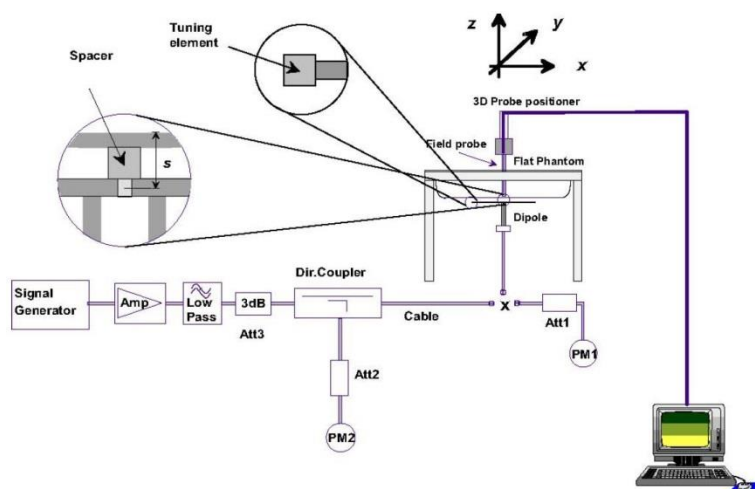 Tuning
element
Spacer
s
z
y
x
3D Probe positioner
Field probe
Flat Phantom
Dipole
Signal
Generator
Amp
Low
Pass
3dB
Att3
Dir.Coupler
Cable
x
Att1
PM1
Att2
PM2